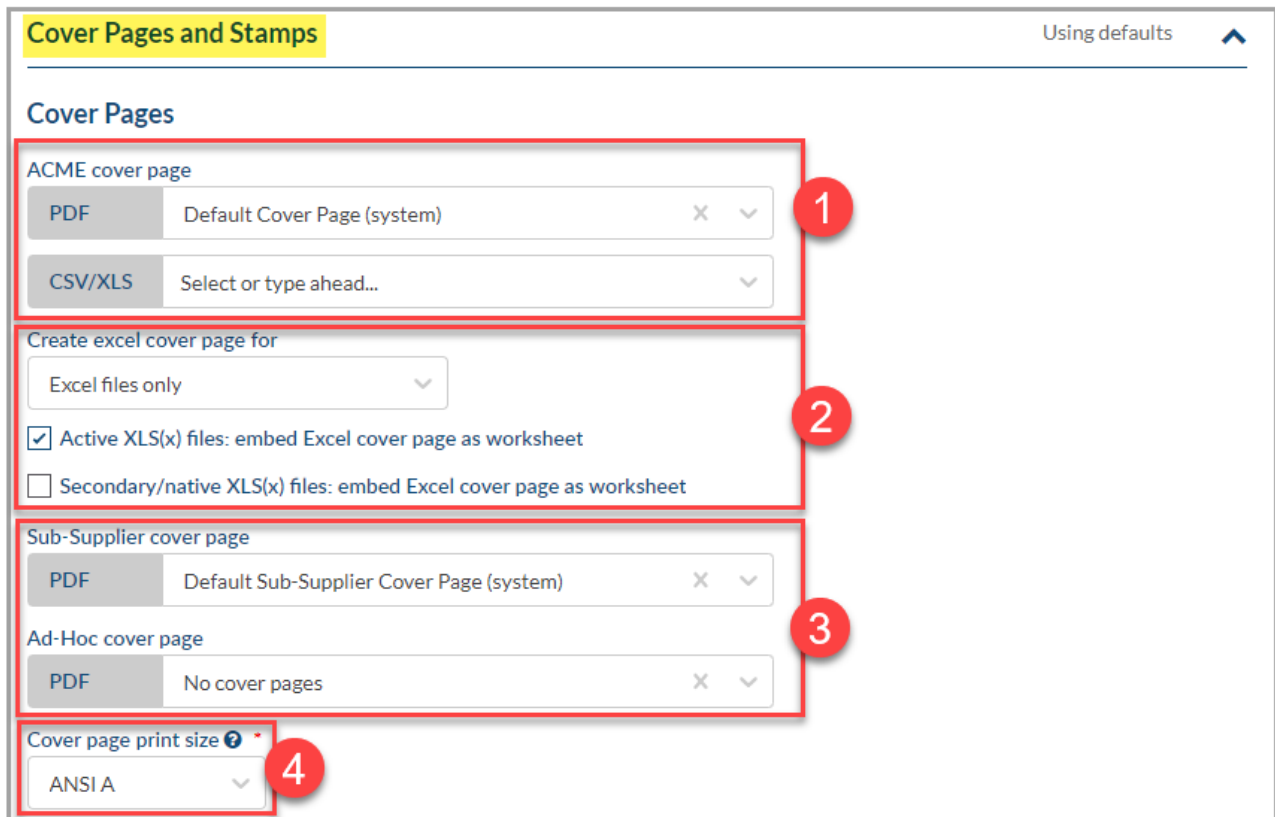 Cover Pages and Stamps Using defaults
Cover Pages
ACME cover page
PDF Default Cover Page (system)
1
CSV/XLS Select or type ahead...
Create excel cover page for
Excel files only
2
Active XLS(x) files: embed Excel cover page as worksheet
Secondary/native XLS(x) files: embed Excel cover page as worksheet
Sub-Supplier cover page
PDF Default Sub-Supplier Cover Page (system)
3
Ad-Hoc cover page
PDF No cover pages
Cover page print size ? *
4
ANSI A